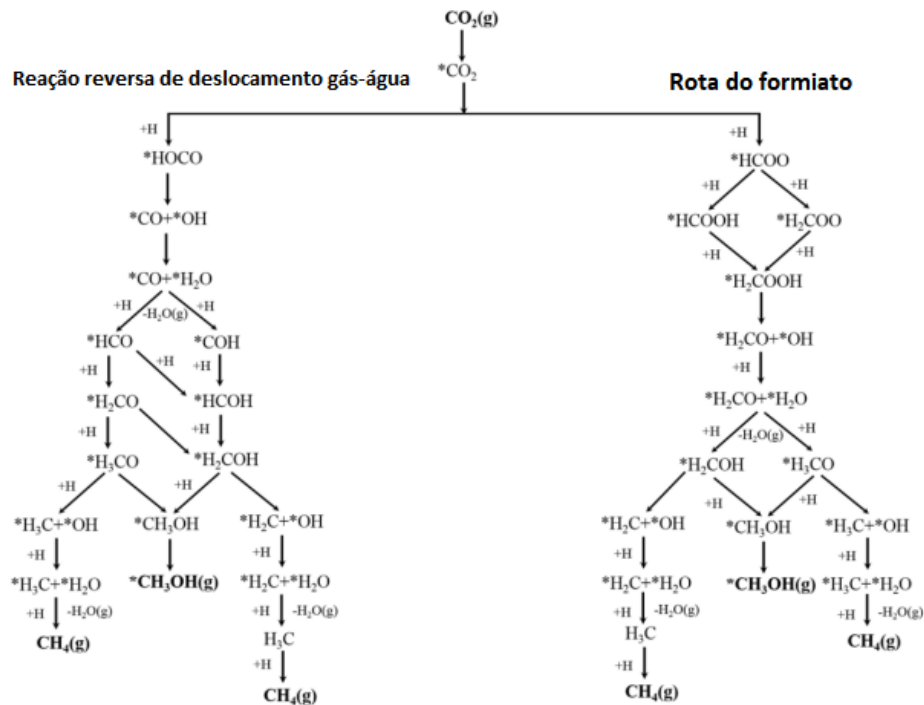 CO₂(g)
*CO₂
Reação reversa de deslocamento gás-água
Rota do formiato
+H
+H
*HOCO
*HCOO
+H
+H
*CO+*OH
*HCOOH
*H₂COO
+H
+H
*CO+*H₂O
*H₂COOH
+H
-H₂O(g)
+H
*HCO
*COH
*H₂CO+*OH
+H
+H
+H
+H
*H₂CO
*HCOH
*H₂CO+*H₂O
+H
+H
+H
-H₂O(g)
+H
*H₃CO
*H₂COH
*H₂COH
*H₃CO
+H
+H
+H
+H
*H₃C+*OH
*CH₃OH
*H₂C+*OH
*H₂C+*OH
*CH₃OH
*H₃C+*OH
+H
+H
+H
+H
*H₃C+*H₂O
*CH₃OH(g)
*H₂C+*H₂O
*H₂C+*H₂O
*CH₃OH(g)
*H₃C+*H₂O
+H
-H₂O(g)
+H
-H₂O(g)
+H
-H₂O(g)
+H
-H₂O(g)
CH₄(g)
H₃C
H₃C
CH₄(g)
+H
+H
CH₄(g)
CH₄(g)